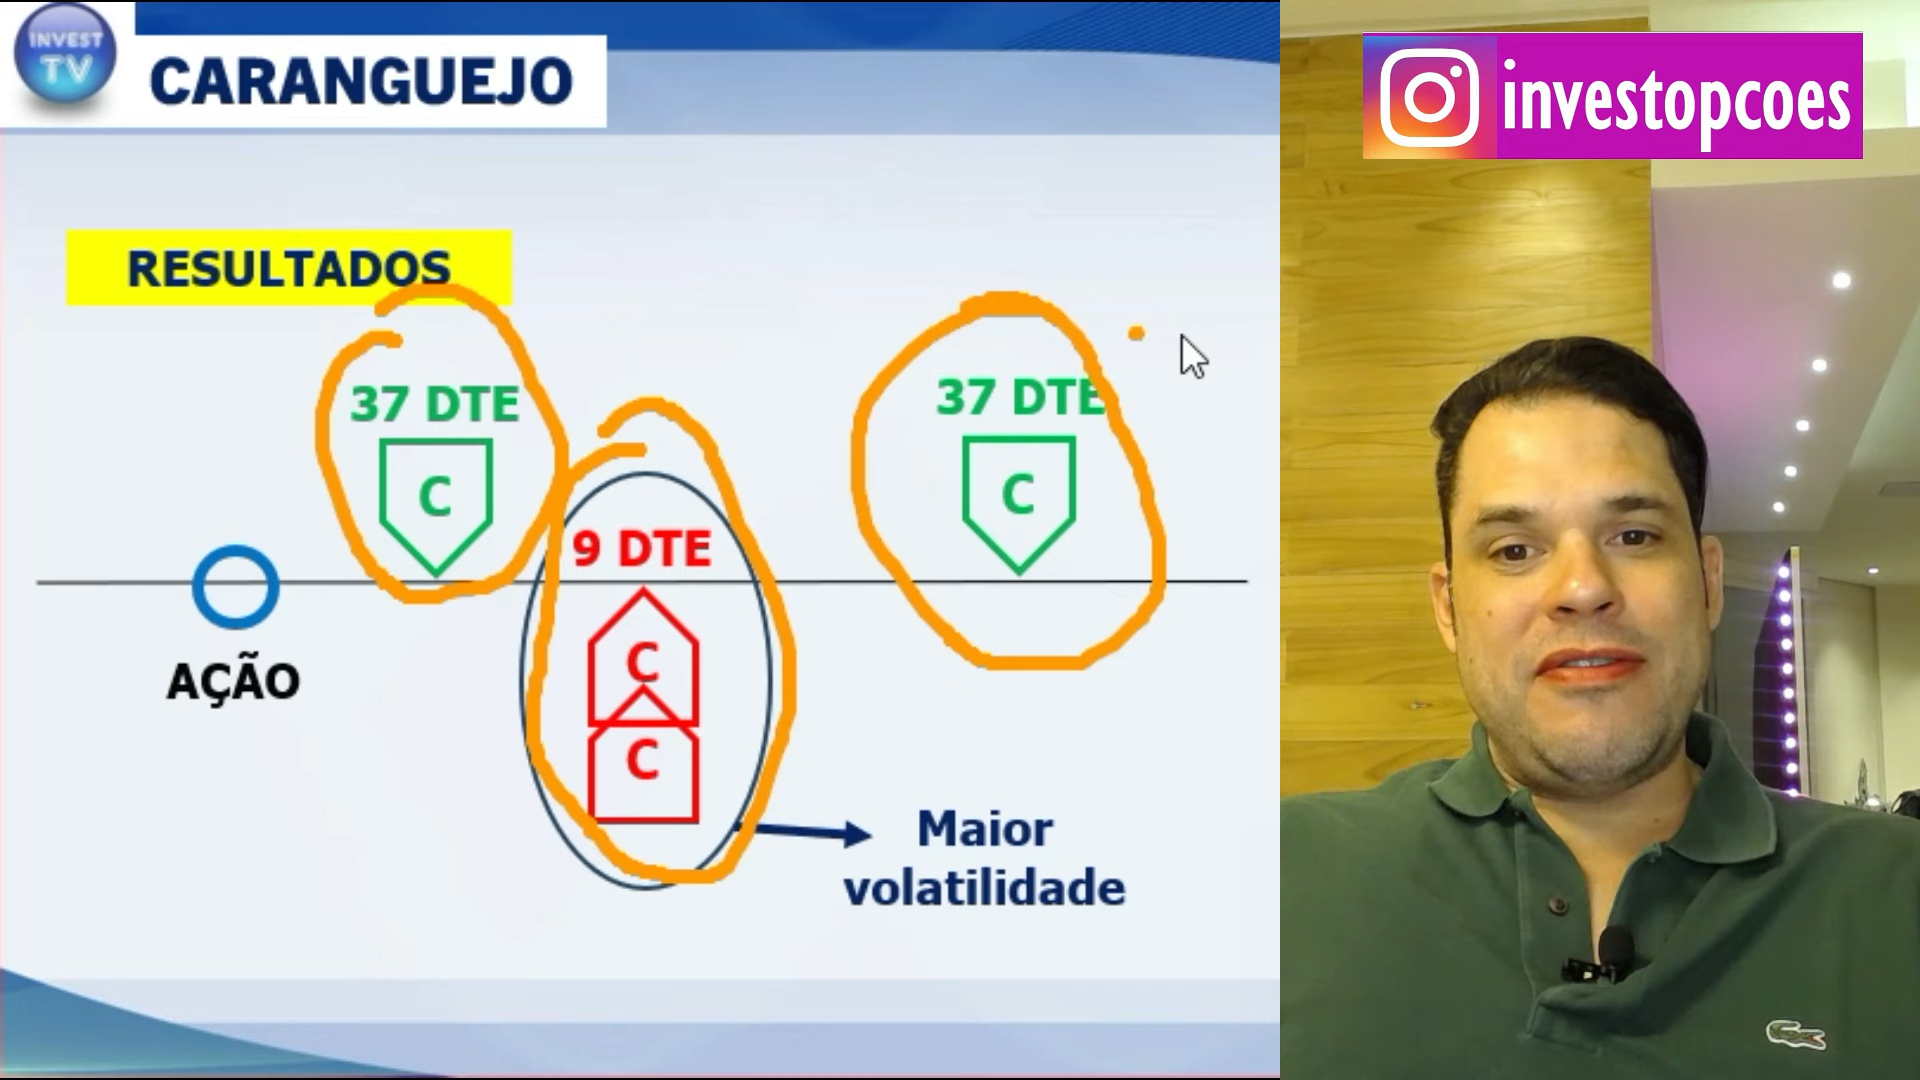 INVEST
TV
CARANGUEJO
investopcoes
RESULTADOS
37 DTE
C
37 DTE
C
9 DTE
C
C
AÇÃO
Maior
volatilidade